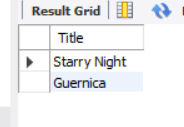 Result Grid
Title
Starry Night
Guernica